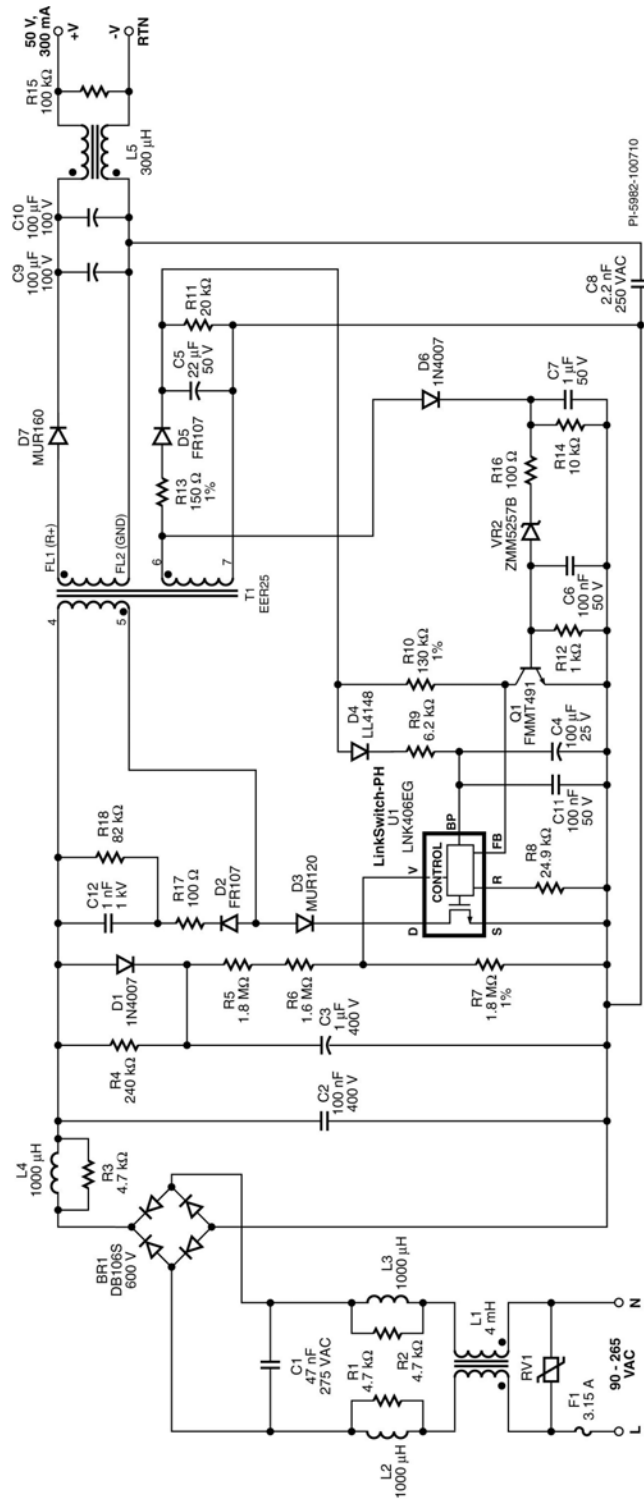 L
F1
3.15 A
90 - 265
VAC
N
RV1
L1
4 mH
L2
1000 µH
R1
4.7 kΩ
R2
4.7 kΩ
L3
1000 µH
C1
47 nF
275 VAC
BR1
DB106S
600 V
L4
1000 µH
R3
4.7 kΩ
C2
100 nF
400 V
R4
240 kΩ
D1
1N4007
C3
1 µF
400 V
R5
1.8 MΩ
R6
1.6 MΩ
R7
1.8 MΩ
1%
C12
1 nF
1 kV
R18
82 kΩ
R17
100 Ω
D2
FR107
D3
MUR120
D
S
V
CONTROL
BP
FB
R
LinkSwitch-PH
U1
LNK406EG
R8
24.9 kΩ
C11
100 nF
50 V
C4
100 µF
25 V
D4
LL4148
R9
6.2 kΩ
R10
130 kΩ
1%
Q1
FMMT491
R12
1 kΩ
C6
100 nF
50 V
VR2
ZMM5257B
R16
100 Ω
R14
10 kΩ
C7
1 µF
50 V
D6
1N4007
4
5
FL1 (R+)
FL2 (GND)
6
7
T1
EER25
R13
150 Ω
1%
D5
FR107
C5
22 µF
50 V
R11
20 kΩ
D7
MUR160
C9
100 µF
100 V
C10
100 µF
100 V
L5
300 µH
R15
100 kΩ
50 V,
300 mA
+V
-V
RTN
C8
2.2 nF
250 VAC
PI-5982-100710